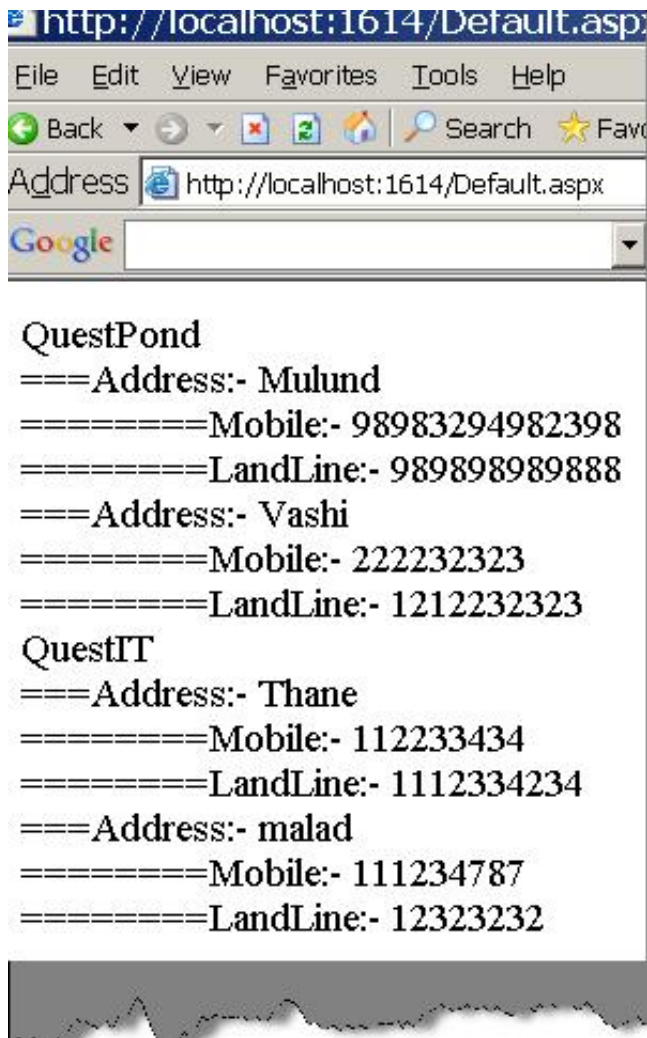 http://localhost:1614/Default.asp
File Edit View Favorites Tools Help
Back Search
Address http://localhost:1614/Default.aspx
Google
QuestPond
===Address:- Mulund
========Mobile:- 98983294982398
========LandLine:- 989898989888
===Address:- Vashi
========Mobile:- 222232323
========LandLine:- 1212232323
QuestIT
===Address:- Thane
========Mobile:- 112233434
========LandLine:- 1112334234
===Address:- malad
========Mobile:- 111234787
========LandLine:- 12323232